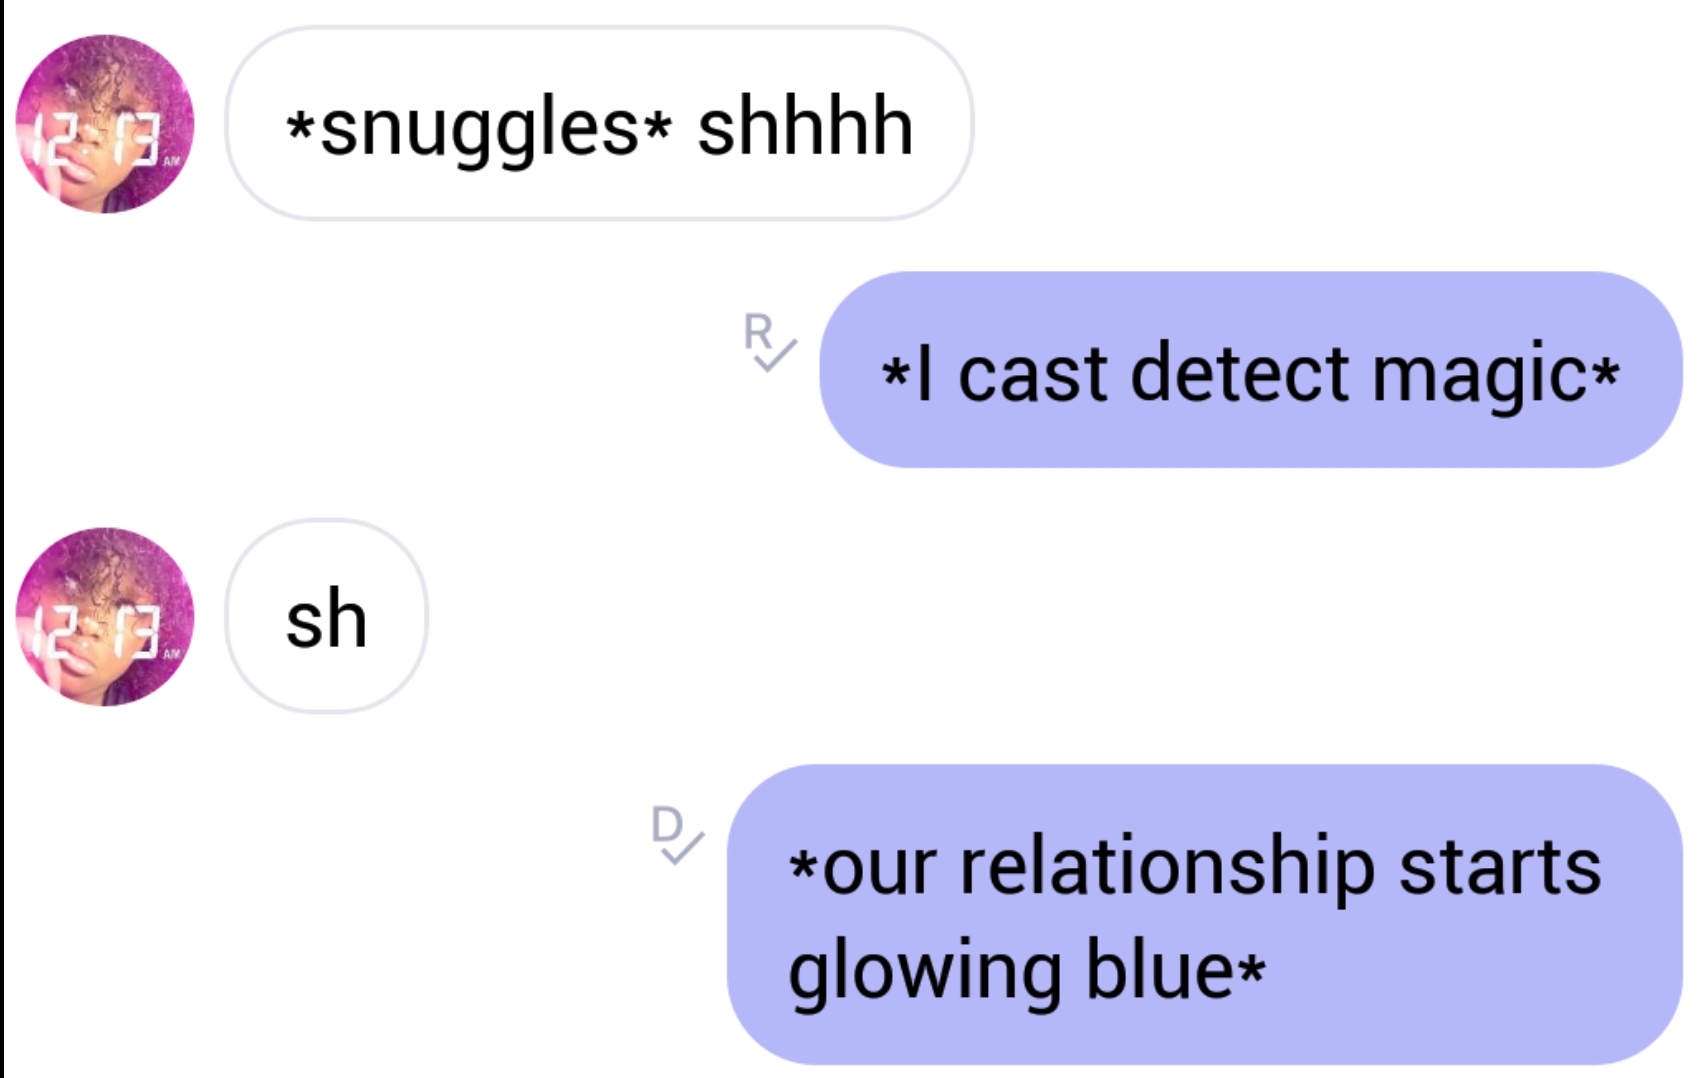 12:13 AM
*snuggles* shhhh
R
*I cast detect magic*
12:13 AM
sh
D
*our relationship starts
glowing blue*